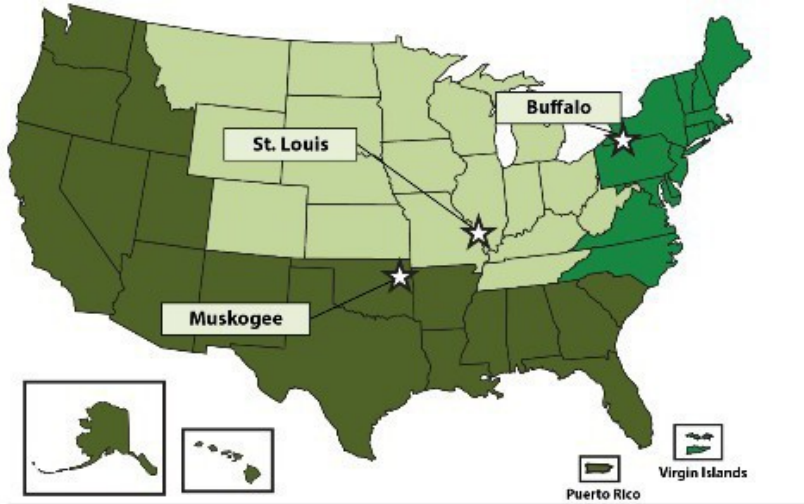 Buffalo
St. Louis
Muskogee
Virgin Islands
Puerto Rico